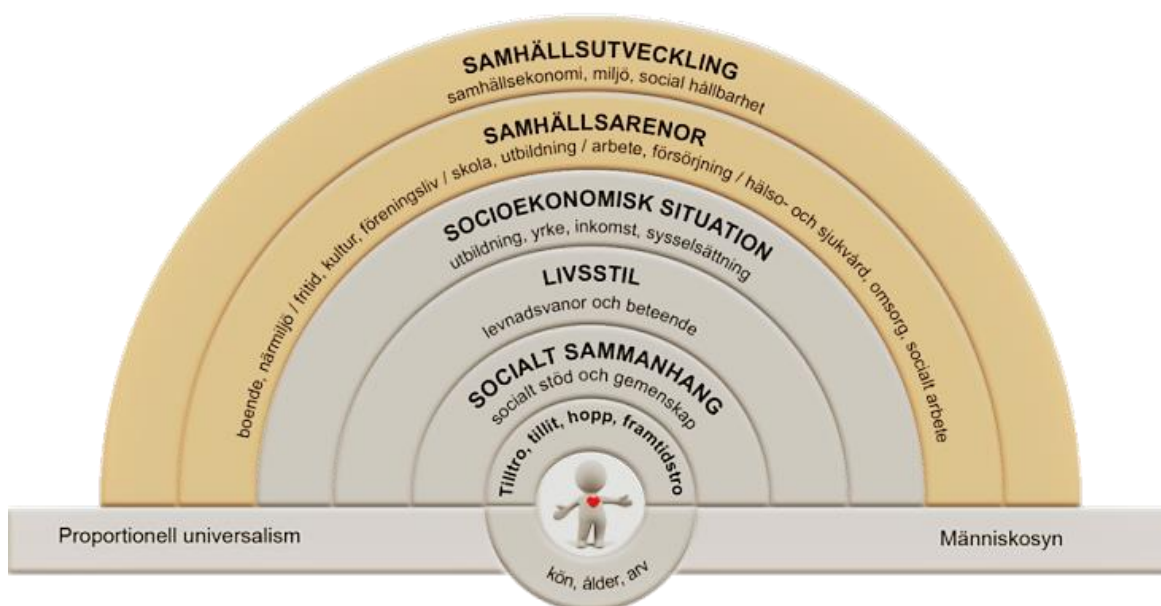 SAMHÄLLSUTVECKLING
samhällsekonomi, miljö, social hållbarhet
SAMHÄLLSARENOR
boende, närmiljö / fritid, kultur, föreningsliv / skola, utbildning / arbete, försörjning / hälso- och sjukvård, omsorg, socialt arbete
SOCIOEKONOMISK SITUATION
utbildning, yrke, inkomst, sysselsättning
LIVSSTIL
levnadsvanor och beteende
SOCIALT SAMMANHANG
socialt stöd och gemenskap
Tilltro, tillit, hopp, framtidstro
Proportionell universalism
Människosyn
kön, ålder, arv